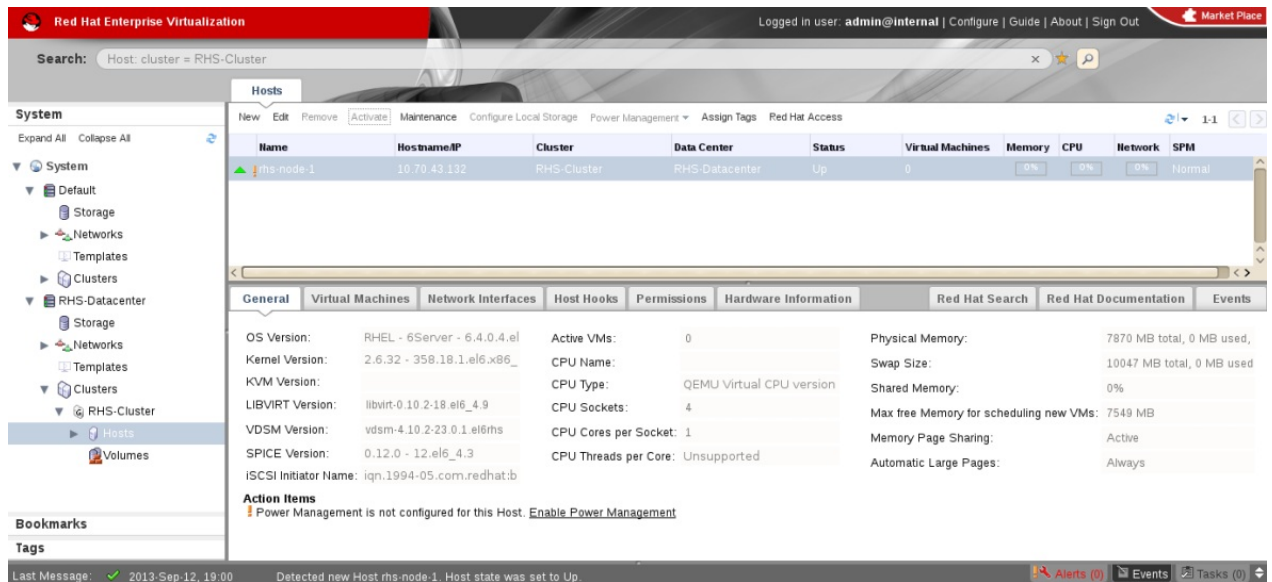 Red Hat Enterprise Virtualization
Logged in user: admin@internal | Configure | Guide | About | Sign Out
Market Place
Search: Host: cluster = RHS-Cluster
Hosts
System
Expand All Collapse All
System
Default
Storage
Networks
Templates
Clusters
RHS-Datacenter
Storage
Networks
Templates
Clusters
RHS-Cluster
Hosts
Volumes
Bookmarks
Tags
New Edit Remove Activate Maintenance Configure Local Storage Power Management Assign Tags Red Hat Access 1-1
Name Hostname/IP Cluster Data Center Status Virtual Machines Memory CPU Network SPM
rhs-node-1 10.70.43.132 RHS-Cluster RHS-Datacenter Up 0 0% 0% 0% Normal
General Virtual Machines Network Interfaces Host Hooks Permissions Hardware Information Red Hat Search Red Hat Documentation Events
OS Version: RHEL - 6Server - 6.4.0.4.el
Kernel Version: 2.6.32 - 358.18.1.el6.x86_
KVM Version:
LIBVIRT Version: libvirt-0.10.2-18.el6_4.9
VDSM Version: vdsm-4.10.2-23.0.1.el6rhs
SPICE Version: 0.12.0 - 12.el6_4.3
iSCSI Initiator Name: iqn.1994-05.com.redhat:b
Active VMs: 0
CPU Name:
CPU Type: QEMU Virtual CPU version
CPU Sockets: 4
CPU Cores per Socket: 1
CPU Threads per Core: Unsupported
Physical Memory: 7870 MB total, 0 MB used,
Swap Size: 10047 MB total, 0 MB used
Shared Memory: 0%
Max free Memory for scheduling new VMs: 7549 MB
Memory Page Sharing: Active
Automatic Large Pages: Always
Action Items
Power Management is not configured for this Host. Enable Power Management
Last Message: 2013-Sep-12, 19:00 Detected new Host rhs-node-1. Host state was set to Up.
Alerts (0) Events Tasks (0)